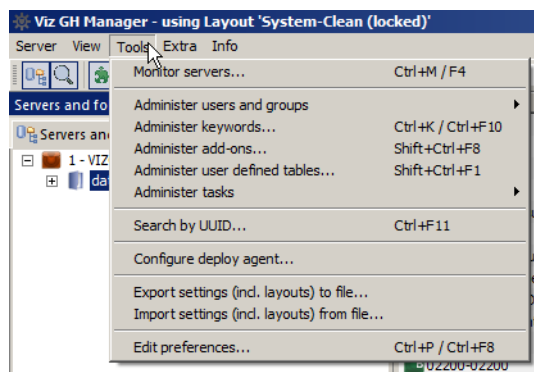 Viz GH Manager - using Layout 'System-Clean (locked)'
Server View Tools Extra Info
Monitor servers... Ctrl+M / F4
Servers and fo
Administer users and groups
Servers an
Administer keywords... Ctrl+K / Ctrl+F10
Administer add-ons... Shift+Ctrl+F8
1 - VIZ
Administer user defined tables... Shift+Ctrl+F1
da
Administer tasks
Search by UUID... Ctrl+F11
Configure deploy agent...
Export settings (incl. layouts) to file...
Import settings (incl. layouts) from file...
Edit preferences... Ctrl+P / Ctrl+F8
02200-02200